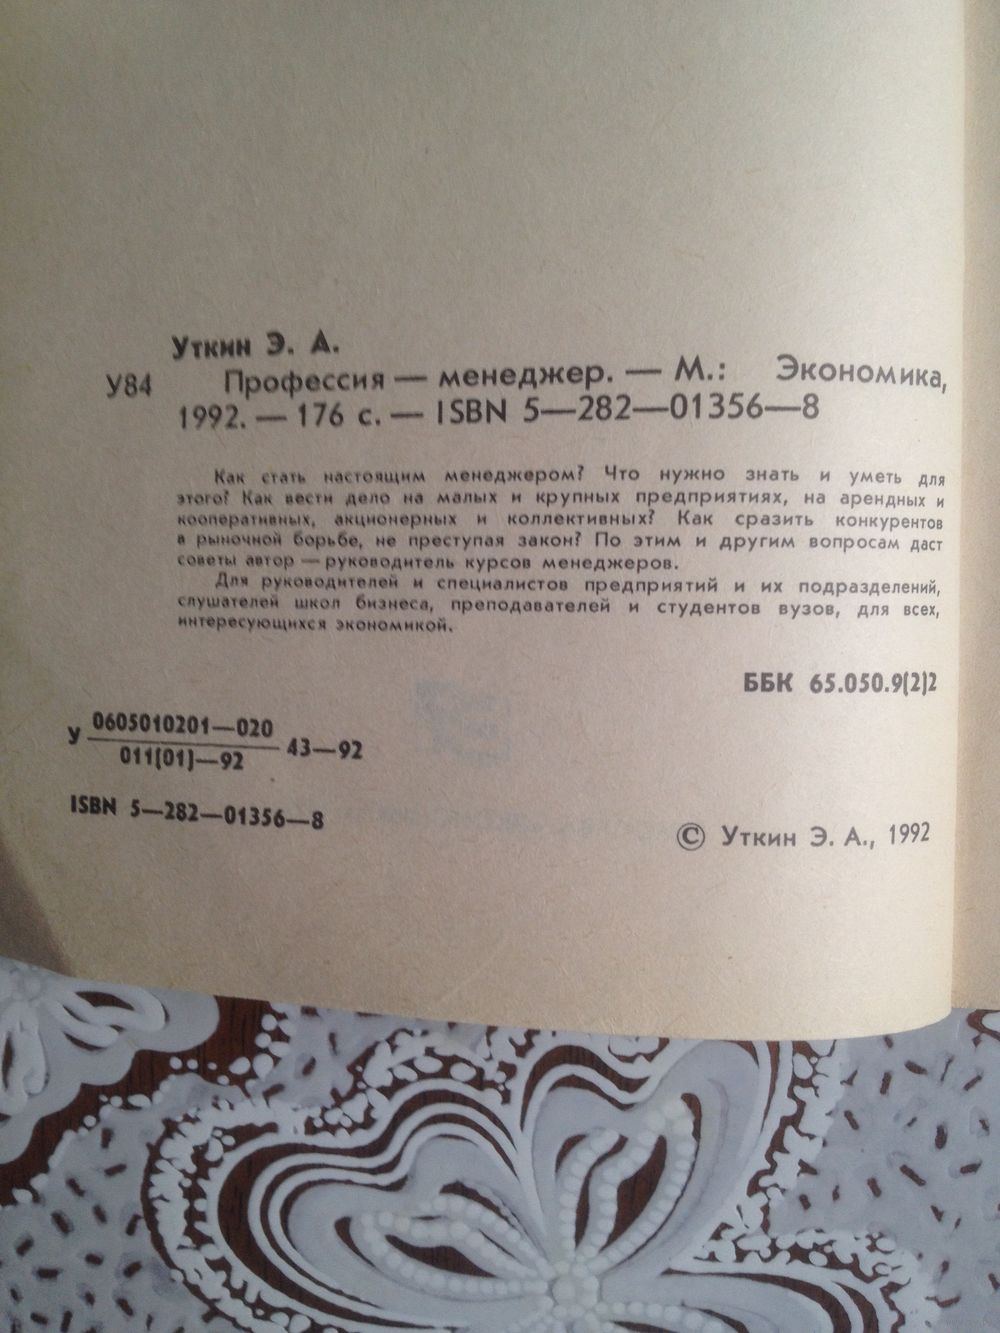 Уткин Э. А.
У84 Профессия — менеджер. — М.: Экономика,
1992. — 176 с. — ISBN 5—282—01356—8
Как стать настоящим менеджером? Что нужно знать и уметь для
этого? Как вести дело на малых и крупных предприятиях, на арендных и
кооперативных, акционерных и коллективных? Как сразить конкурентов
в рыночной борьбе, не преступая закон? По этим и другим вопросам даст
советы автор — руководитель курсов менеджеров.
Для руководителей и специалистов предприятий и их подразделений,
слушателей школ бизнеса, преподавателей и студентов вузов, для всех,
интересующихся экономикой.
ББК 65.050.9(2)2
У 0605010201—020
011(01)—92
43—92
ISBN 5—282—01356—8
© Уткин Э. А., 1992